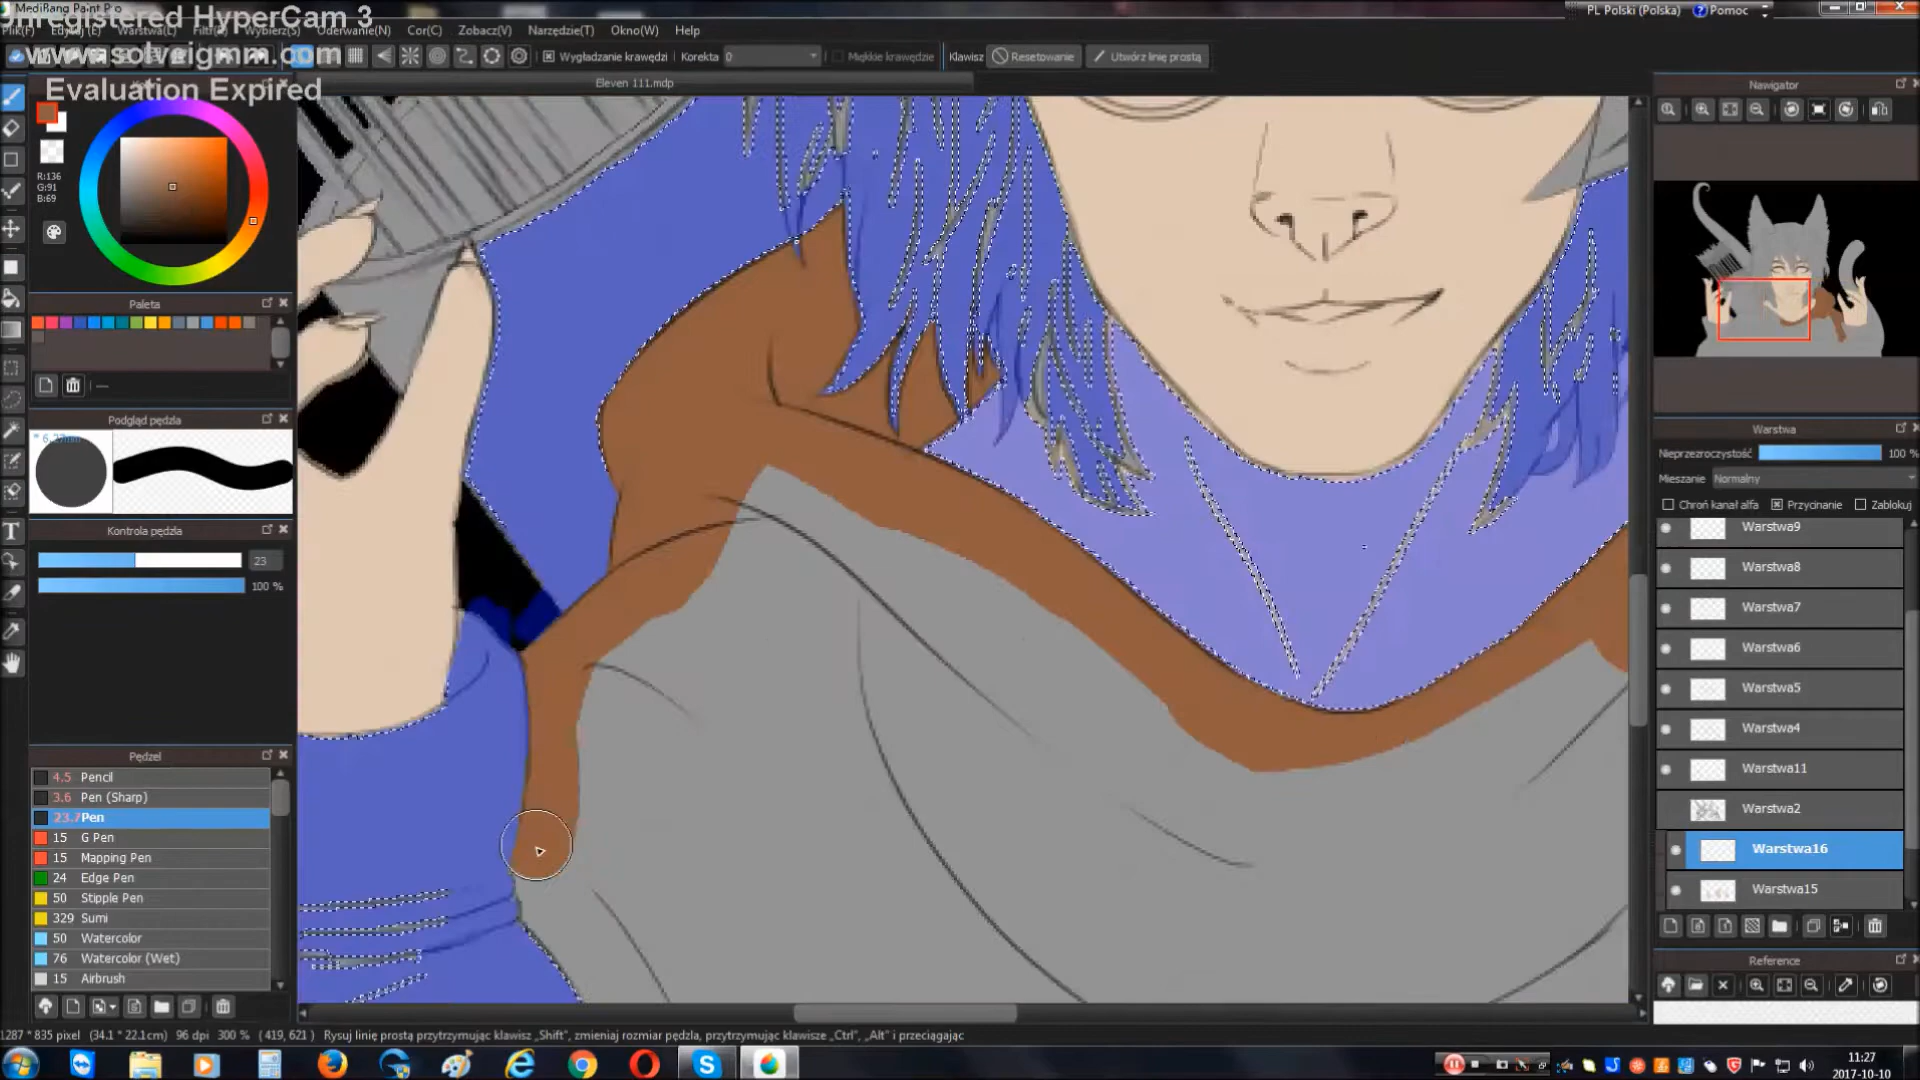 Unregistered HyperCam 3
www.solveigmm.com
Evaluation Expired
MediBang Paint Pro
PL Polski (Polska) Pomoc
Plik(F) Edytuj (E) Warstwa(L) Filtr Wybierz(S) Oderwanie(N) Cor(C) Zobacz(V) Narzędzie(T) Okno(W) Help
Wygładzanie krawędzi Korekta 0 Miękkie krawędzie Klawisz Resetowanie Utwórz linię prostą
Eleven 111.mdp
R:136
G:91
B:69
Paleta
---
Podgląd pędzla
Kontrola pędzla
23
100 %
Pędzel
4.5 Pencil
3.6 Pen (Sharp)
23.7 Pen
15 G Pen
15 Mapping Pen
24 Edge Pen
50 Stipple Pen
329 Sumi
50 Watercolor
76 Watercolor (Wet)
15 Airbrush
Nawigator
Warstwa
Nieprzezroczystość 100 %
Mieszanie Normalny
Chroń kanał alfa Przycinanie Zablokuj
Warstwa9
Warstwa8
Warstwa7
Warstwa6
Warstwa5
Warstwa4
Warstwa11
Warstwa2
Warstwa16
Warstwa15
Reference
1287 * 835 pixel (34.1 * 22.1cm) 96 dpi 300 % ( 419, 621 ) Rysuj linię prostą przytrzymując klawisz „Shift", zmieniaj rozmiar pędzla, przytrzymując klawisze „Ctrl", „Alt" i przeciągając
11:27
2017-10-10